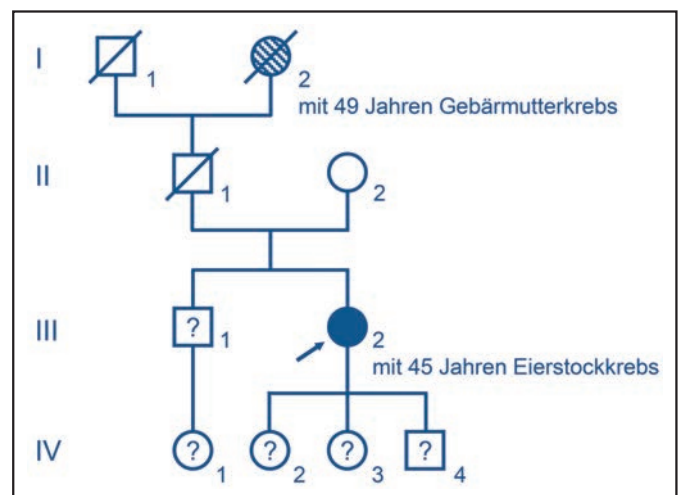 I
1
2
mit 49 Jahren Gebärmutterkrebs
II
1
2
III
?
1
2
mit 45 Jahren Eierstockkrebs
IV
?
1
?
2
?
3
?
4